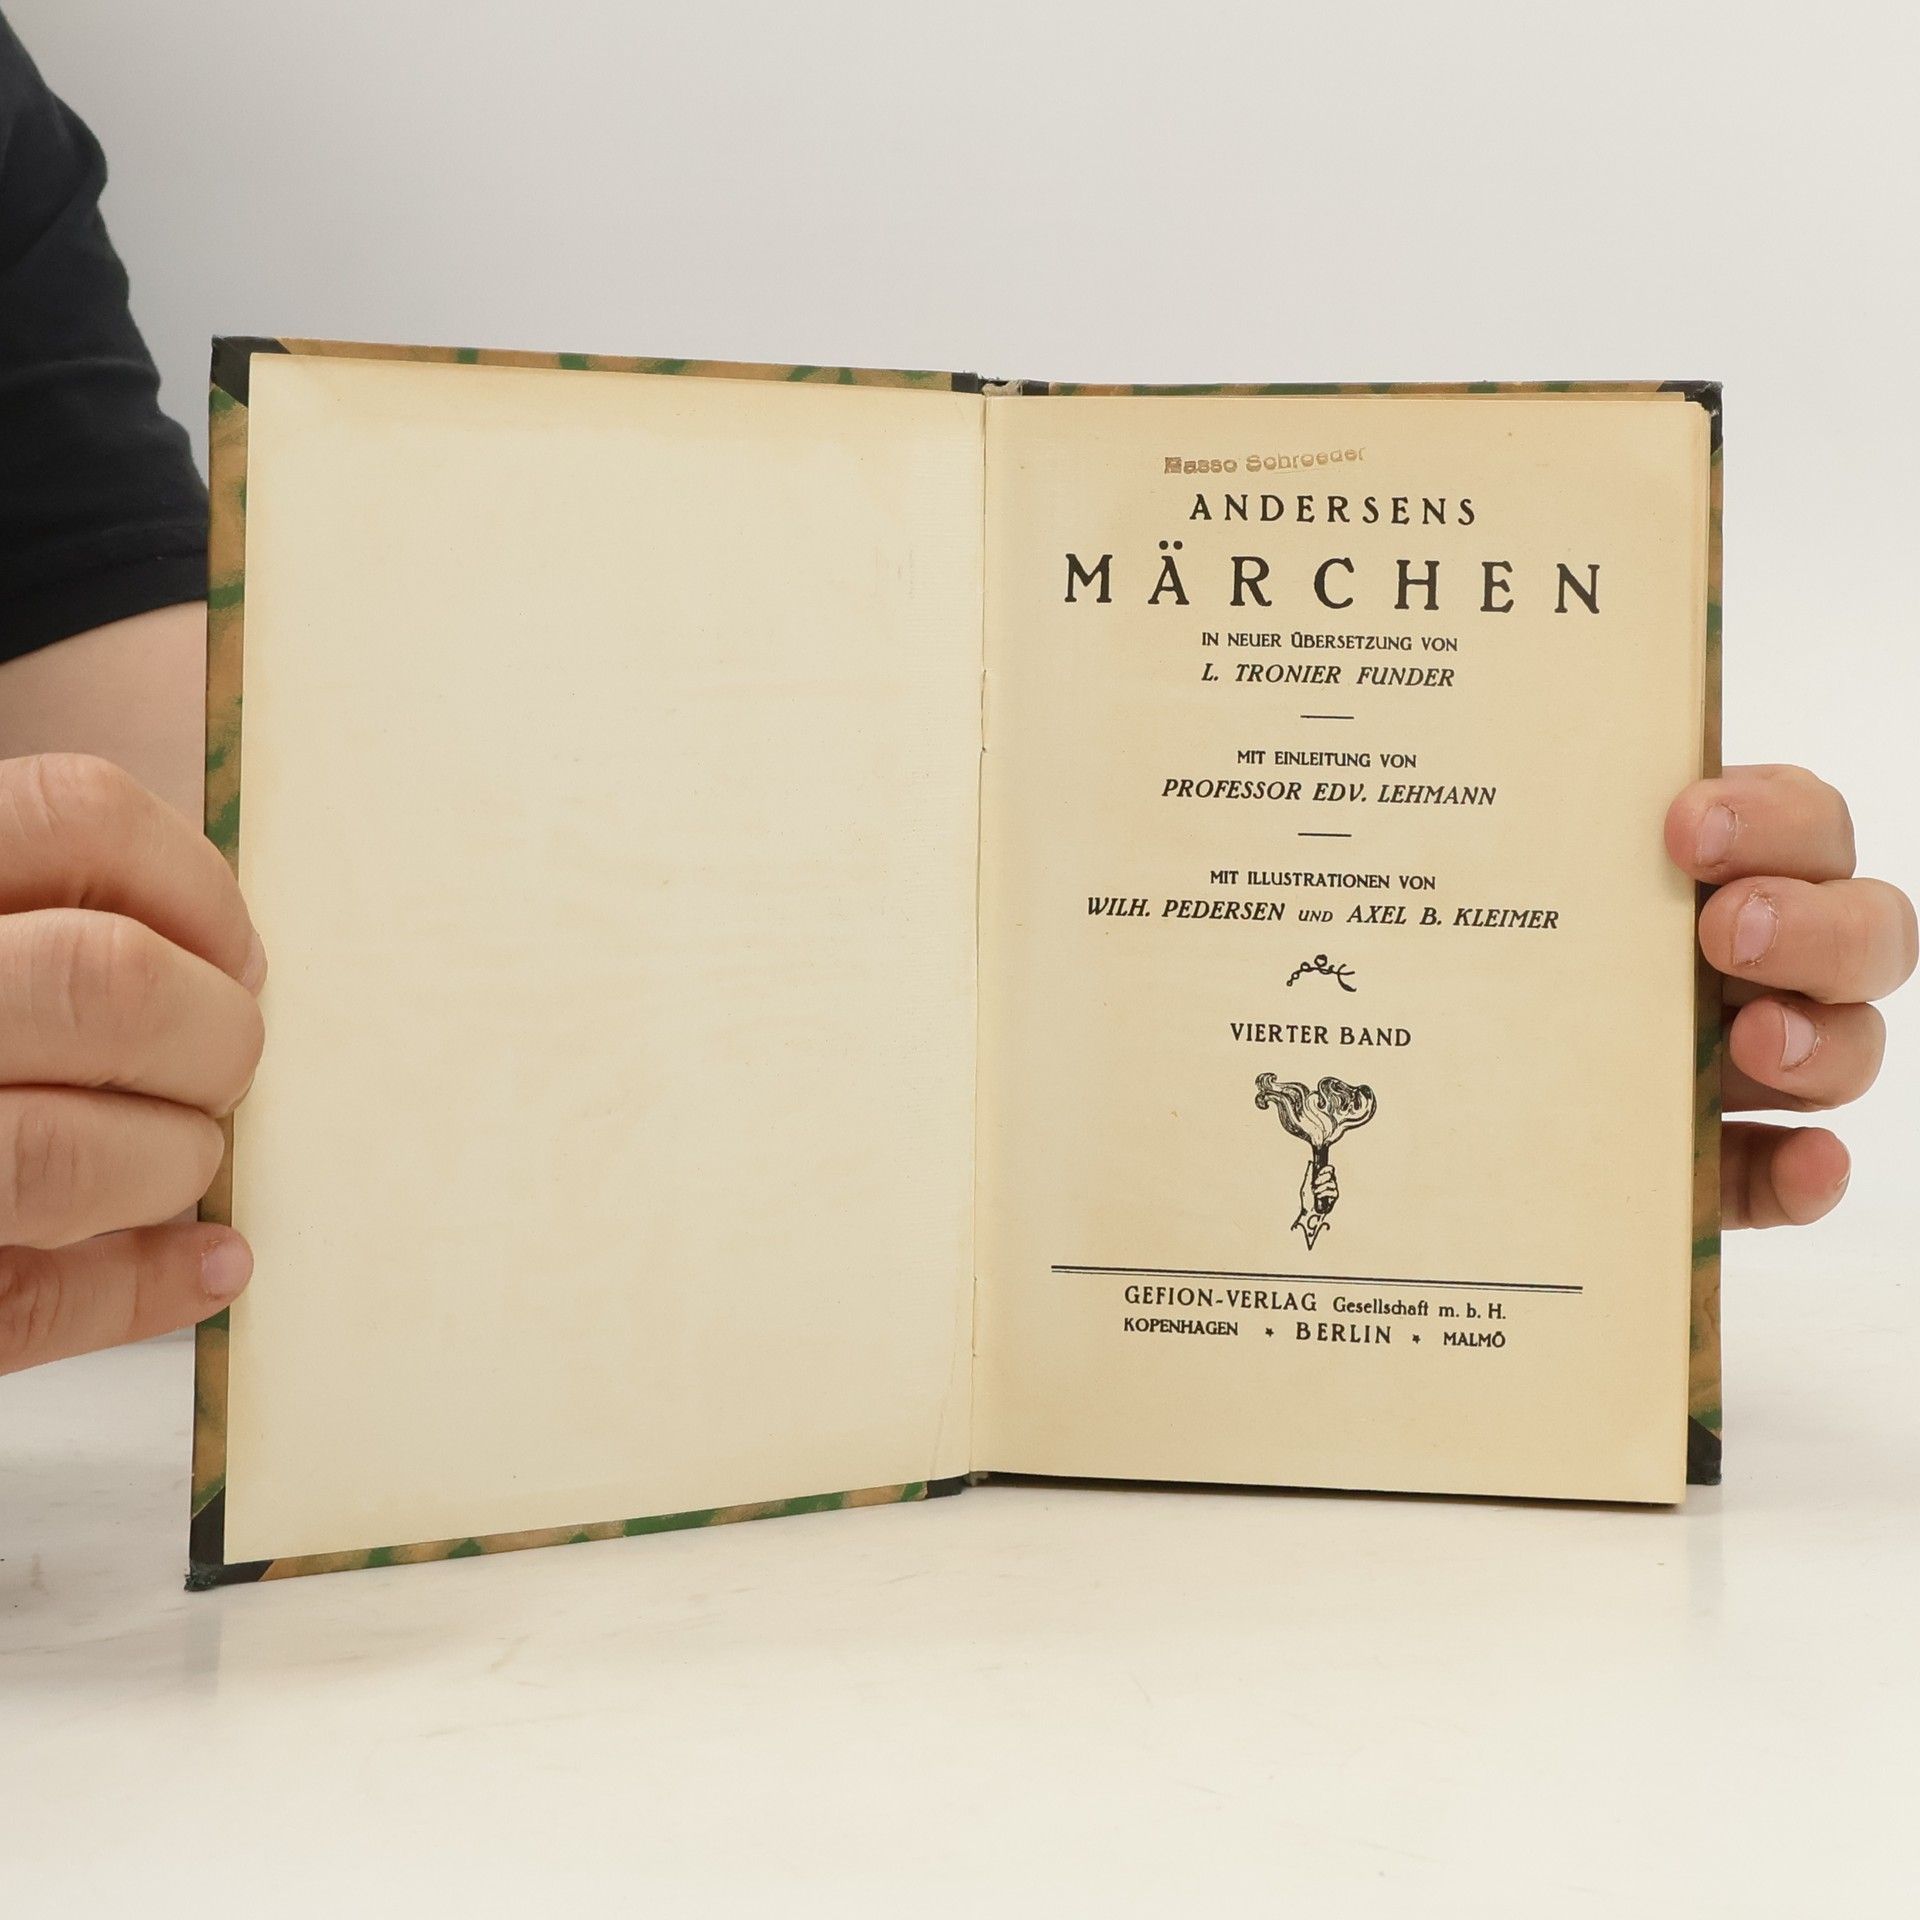 Schroeder
ANDERSENS
MÄRCHEN
IN NEUER ÜBERSETZUNG VON
L. TRONIER FUNDER
MIT EINLEITUNG VON
PROFESSOR EDV. LEHMANN
MIT ILLUSTRATIONEN VON
WILH. PEDERSEN UND AXEL B. KLEIMER
VIERTER BAND
G
GEFION-VERLAG Gesellschaft m. b. H.
KOPENHAGEN * BERLIN * MALMÖ